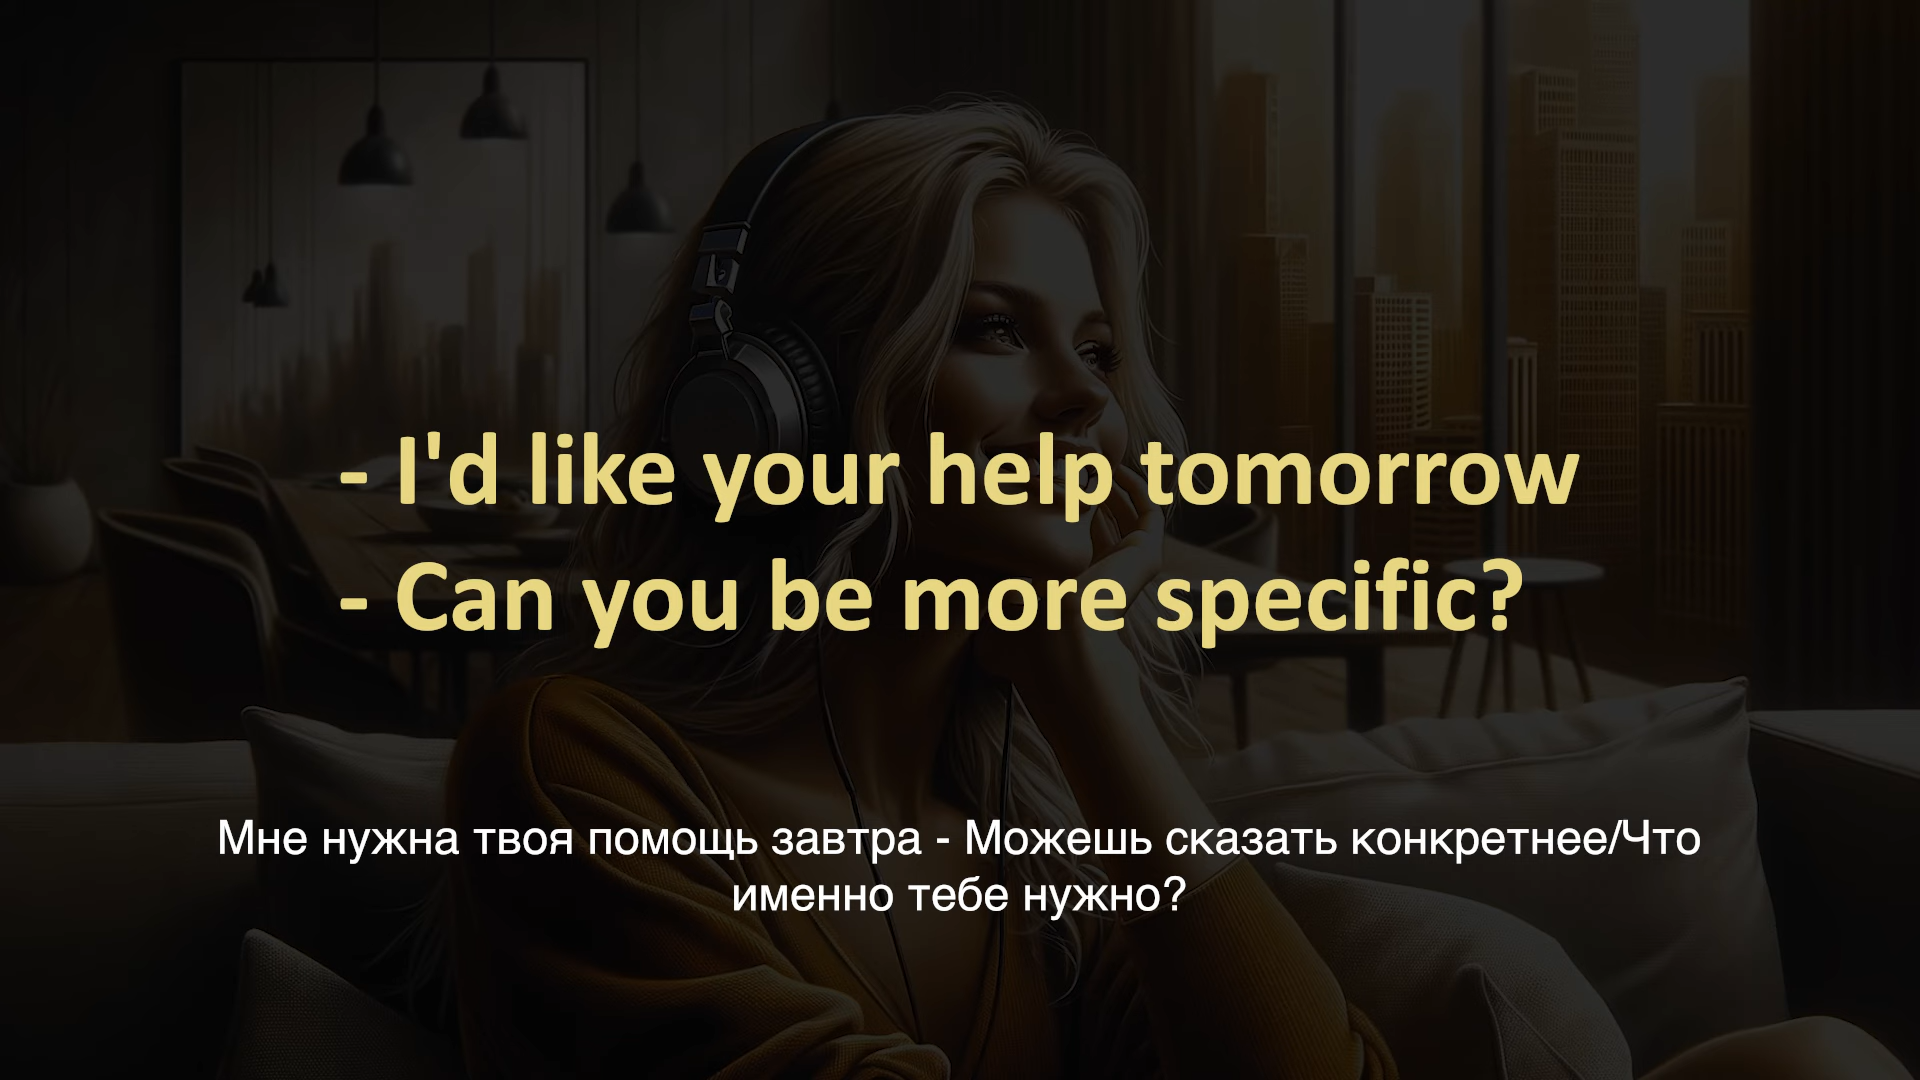 - I'd like your help tomorrow
- Can you be more specific?
Мне нужна твоя помощь завтра - Можешь сказать конкретнее/Что
именно тебе нужно?